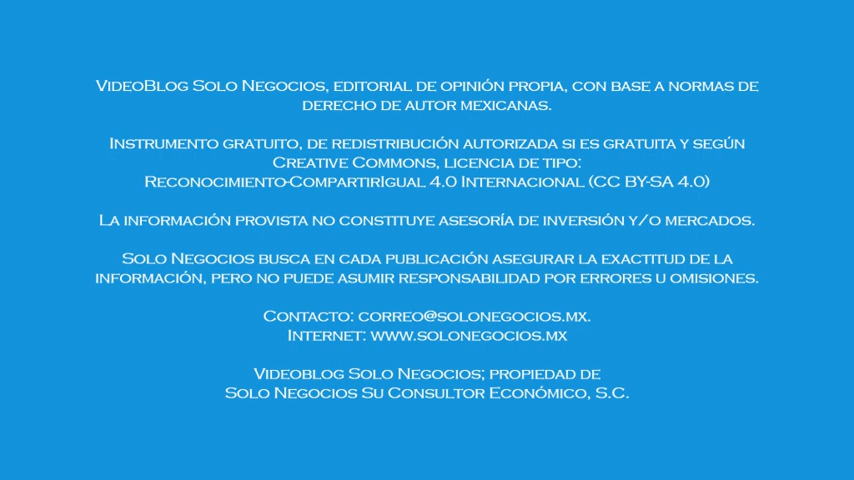 VideoBlog Solo Negocios, editorial de opinión propia, con base a normas de
derecho de autor mexicanas.
Instrumento gratuito, de redistribución autorizada si es gratuita y según
Creative Commons, licencia de tipo:
Reconocimiento-CompartirIgual 4.0 Internacional (CC BY-SA 4.0)
La información provista no constituye asesoría de inversión y/o mercados.
Solo Negocios busca en cada publicación asegurar la exactitud de la
información, pero no puede asumir responsabilidad por errores u omisiones.
Contacto: correo@solonegocios.mx.
Internet: www.solonegocios.mx
Videoblog Solo Negocios; propiedad de
Solo Negocios Su Consultor Económico, S.C.